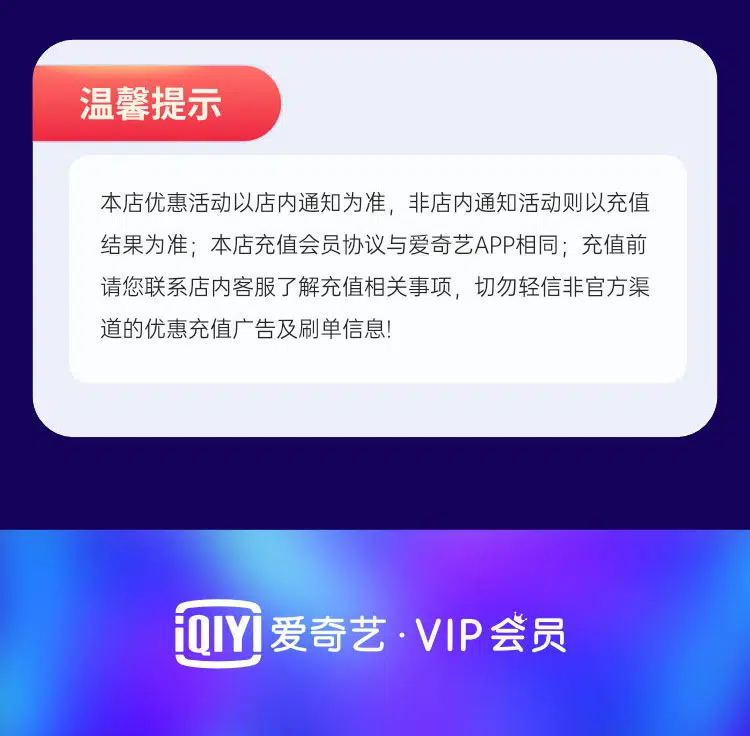 温馨提示
本店优惠活动以店内通知为准，非店内通知活动则以充值
结果为准；本店充值会员协议与爱奇艺APP相同；充值前
请您联系店内客服了解充值相关事项，切勿轻信非官方渠
道的优惠充值广告及刷单信息!
iQIYI 爱奇艺·VIP会员